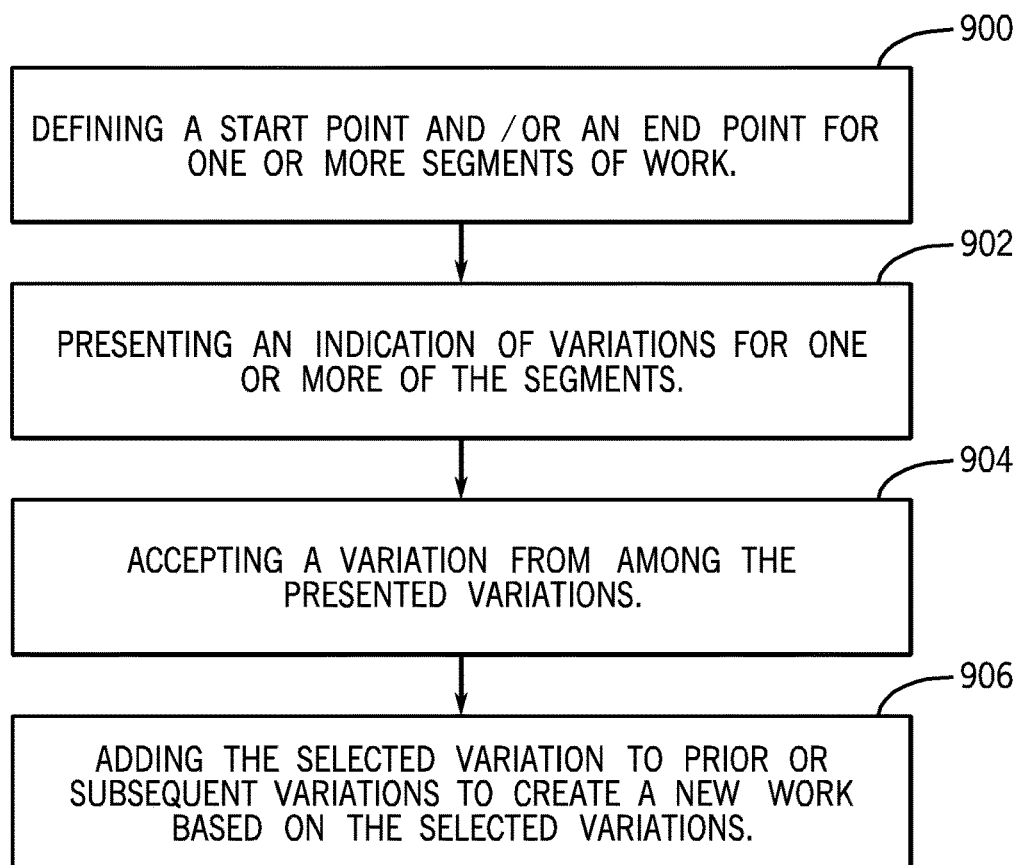 900
DEFINING A START POINT AND /OR AN END POINT FOR
ONE OR MORE SEGMENTS OF WORK.
902
PRESENTING AN INDICATION OF VARIATIONS FOR ONE
OR MORE OF THE SEGMENTS.
904
ACCEPTING A VARIATION FROM AMONG THE
PRESENTED VARIATIONS.
906
ADDING THE SELECTED VARIATION TO PRIOR OR
SUBSEQUENT VARIATIONS TO CREATE A NEW WORK
BASED ON THE SELECTED VARIATIONS.